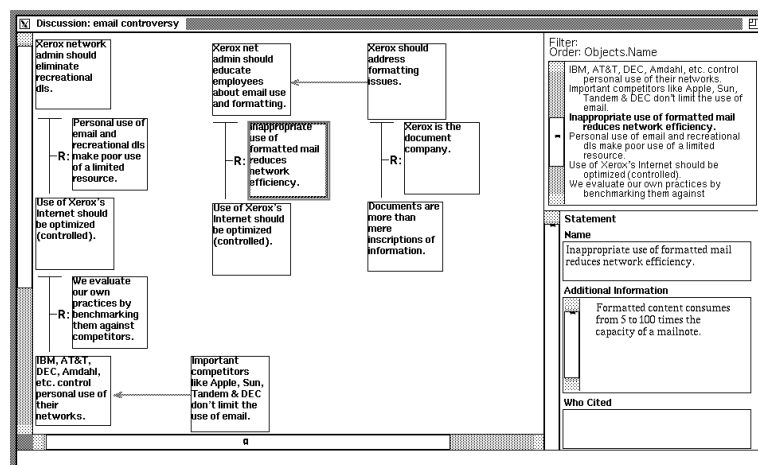 Discussion: email controversy
Xerox network
admin should
eliminate
recreational
dls.
Xerox net
admin should
educate
employees
about email use
and formatting.
Xerox should
address
formatting
issues.
R:
Personal use of
email and
recreational dls
make poor use
of a limited
resource.
R:
Inappropriate
use of
formatted mail
reduces
network
efficiency.
R:
Xerox is the
document
company.
Use of Xerox's
Internet should
be optimized
(controlled).
Use of Xerox's
Internet should
be optimized
(controlled).
Documents are
more than
mere
inscriptions of
information.
R:
We evaluate
our own
practices by
benchmarking
them against
competitors.
IBM, AT&T,
DEC, Amdahl,
etc. control
personal use of
their
networks.
Important
competitors
like Apple, Sun,
Tandem & DEC
don't limit the
use of email.
Filter:
Order: Objects.Name
IBM, AT&T, DEC, Amdahl, etc. control
personal use of their networks.
Important competitors like Apple, Sun,
Tandem & DEC don't limit the use of
email.
Inappropriate use of formatted mail
reduces network efficiency.
Personal use of email and recreational
dls make poor use of a limited
resource.
Use of Xerox's Internet should be
optimized (controlled).
We evaluate our own practices by
benchmarking them against
Statement
Name
Inappropriate use of formatted mail
reduces network efficiency.
Additional Information
Formatted content consumes
from 5 to 100 times the
capacity of a mailnote.
Who Cited